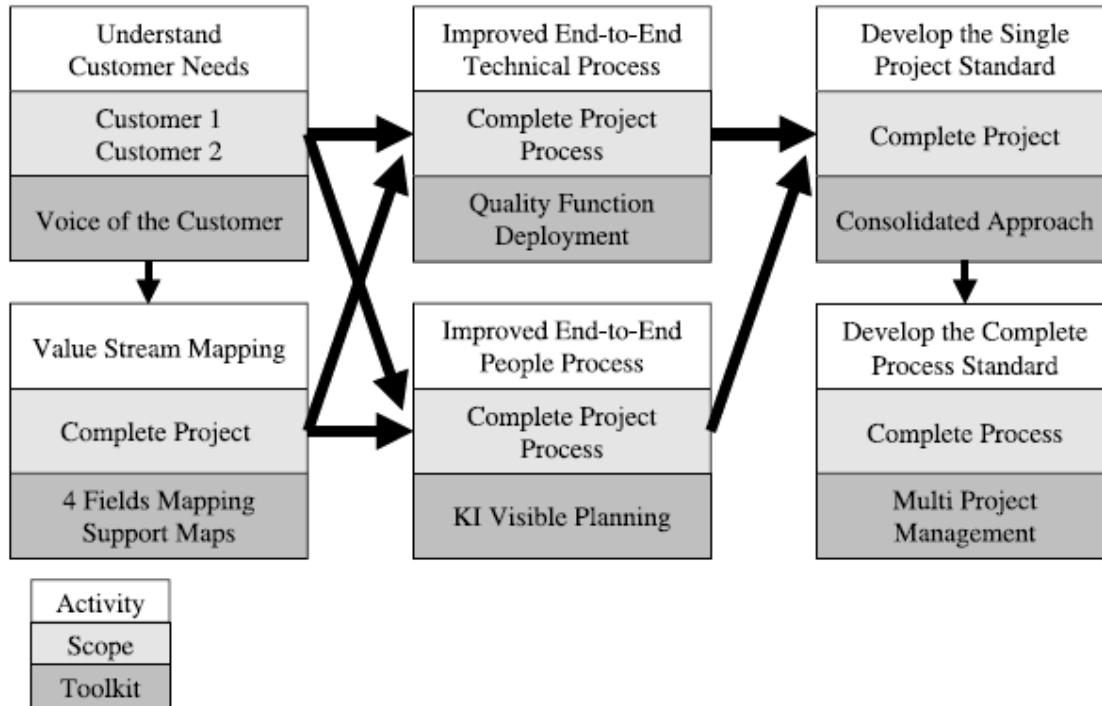 Understand
Customer Needs
Customer 1
Customer 2
Voice of the Customer
Improved End-to-End
Technical Process
Complete Project
Process
Quality Function
Deployment
Develop the Single
Project Standard
Complete Project
Consolidated Approach
Value Stream Mapping
Complete Project
4 Fields Mapping
Support Maps
Improved End-to-End
People Process
Complete Project
Process
KI Visible Planning
Develop the Complete
Process Standard
Complete Process
Multi Project
Management
Activity
Scope
Toolkit